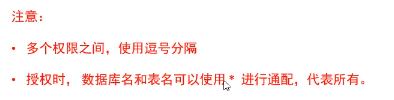 注意：
• 多个权限之间，使用逗号分隔
• 授权时， 数据库名和表名可以使用 * 进行通配，代表所有。